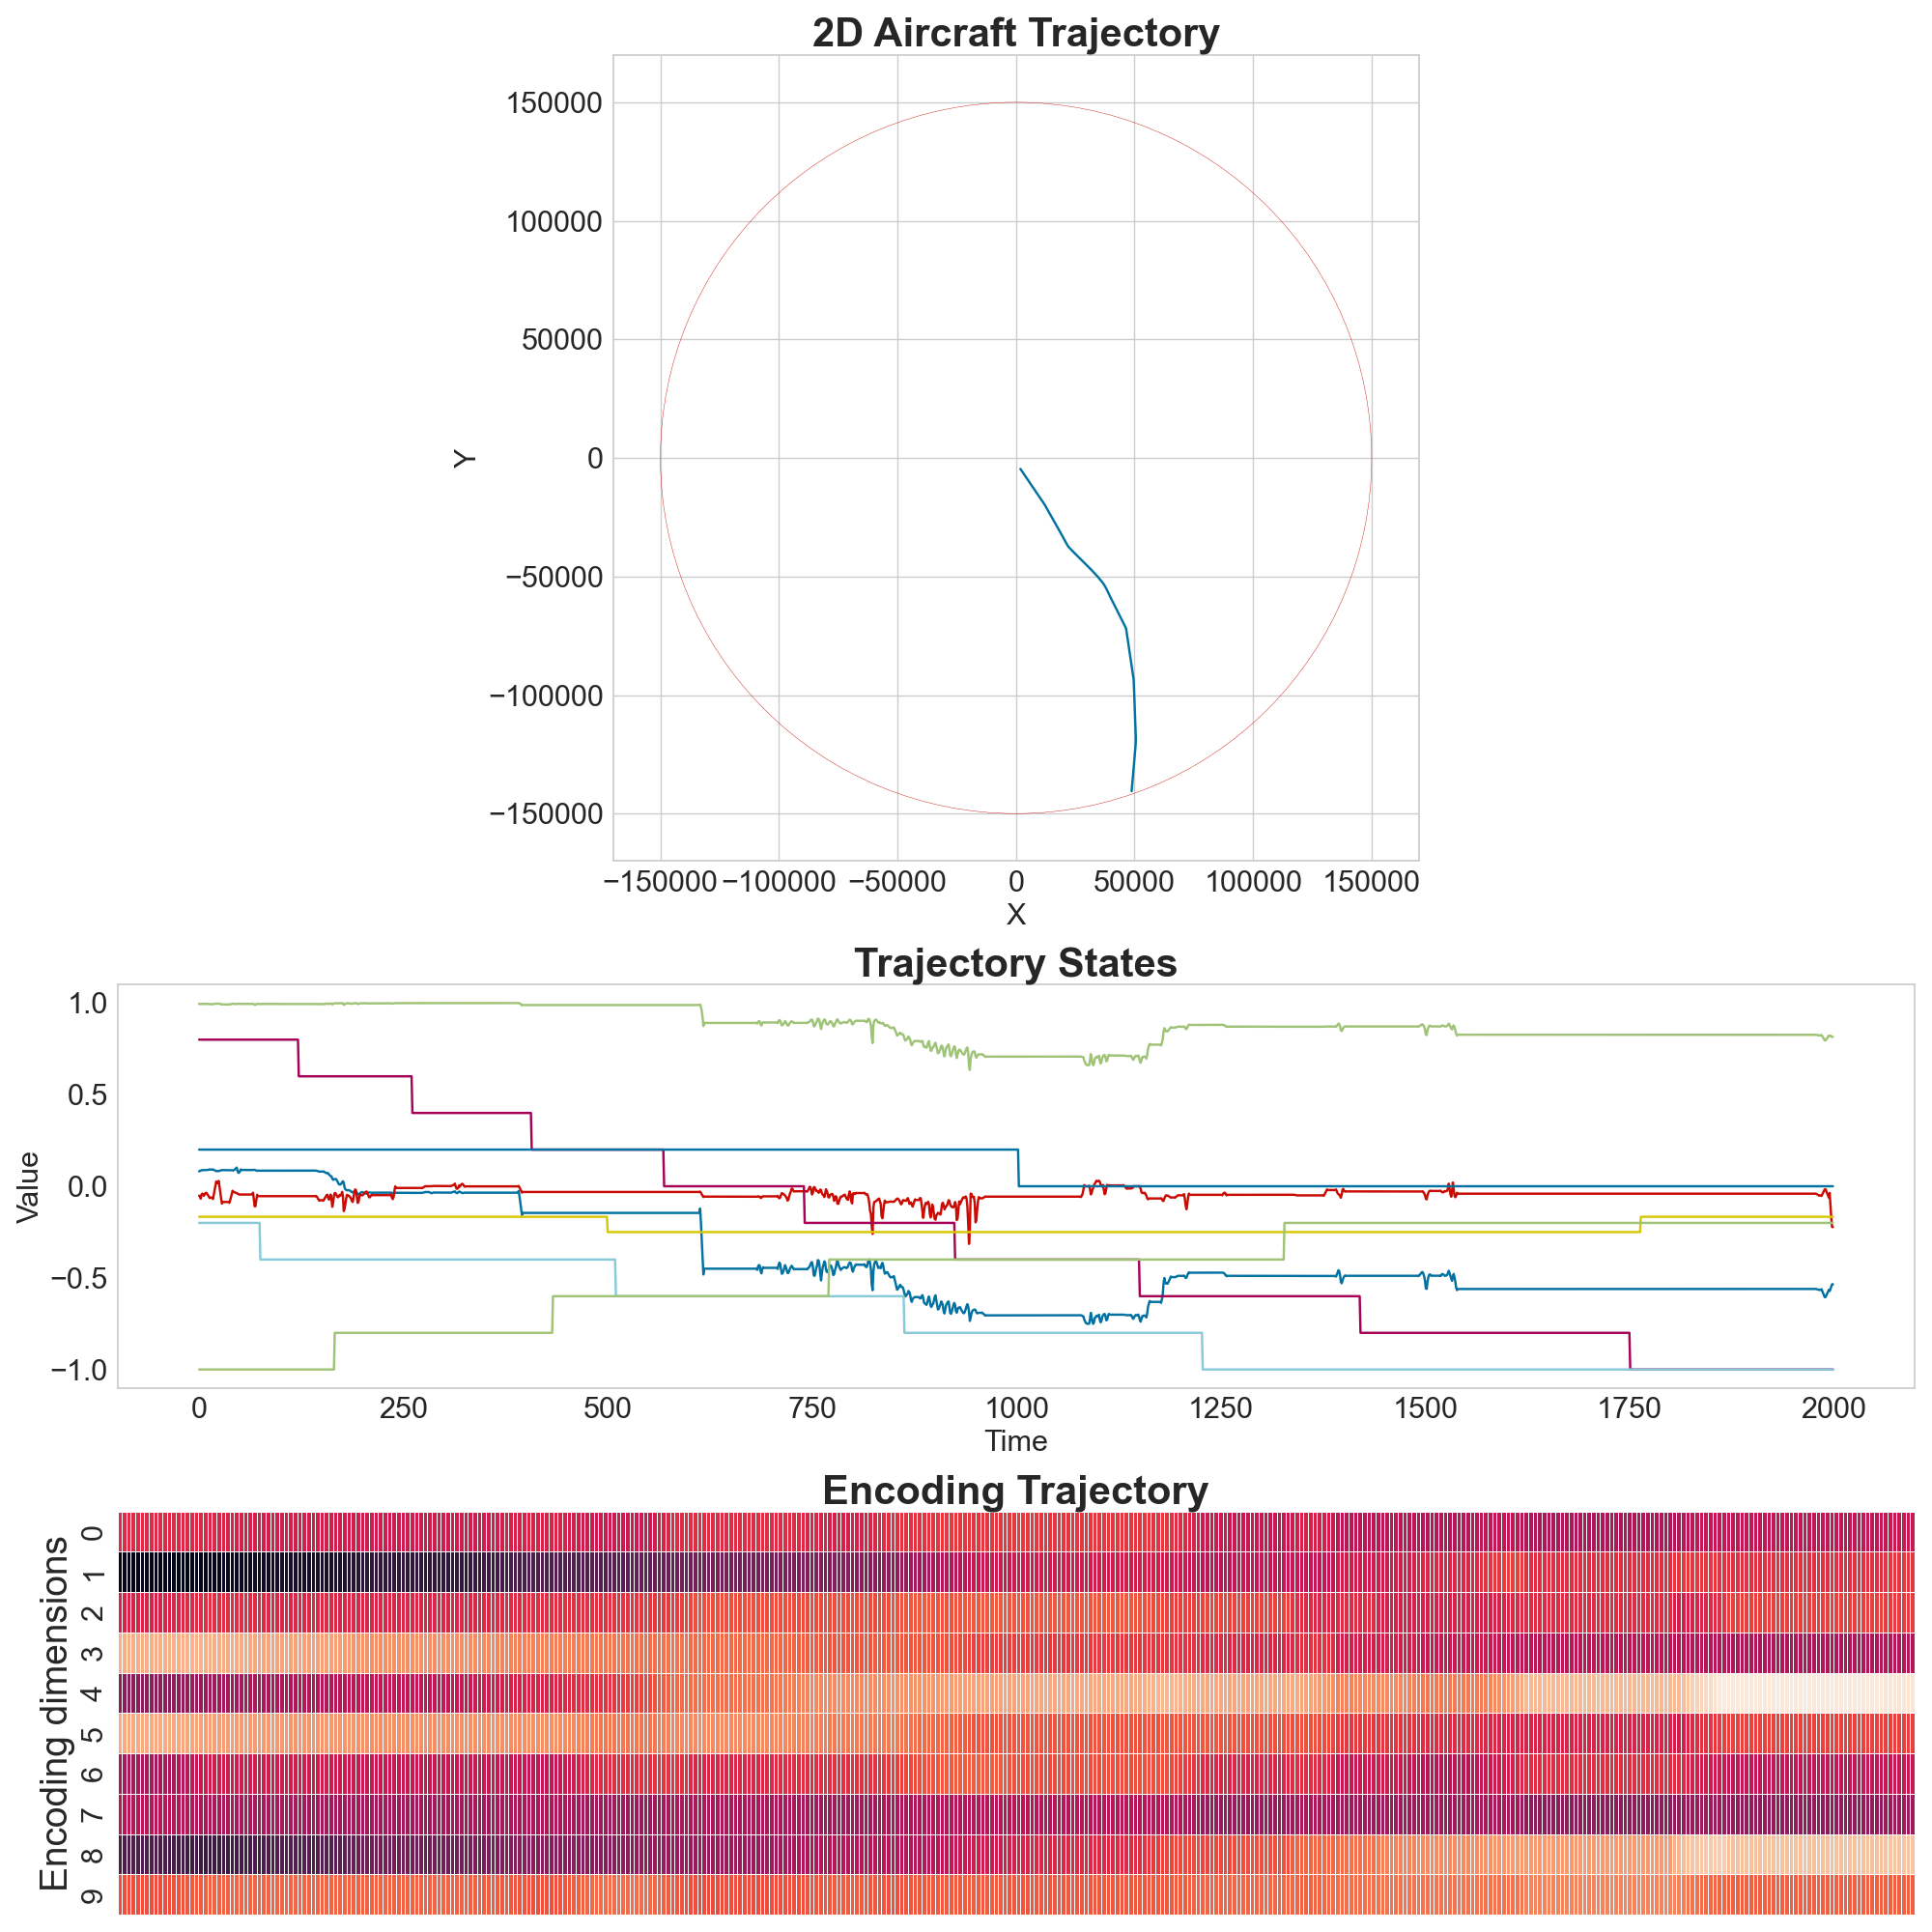 2D Aircraft Trajectory
150000
100000
50000
0
−50000
−100000
−150000
Y
−150000 −100000 −50000 0 50000 100000 150000
X
Trajectory States
1.0
0.5
0.0
−0.5
−1.0
Value
0 250 500 750 1000 1250 1500 1750 2000
Time
Encoding Trajectory
Encoding dimensions
0
1
2
3
4
5
6
7
8
9